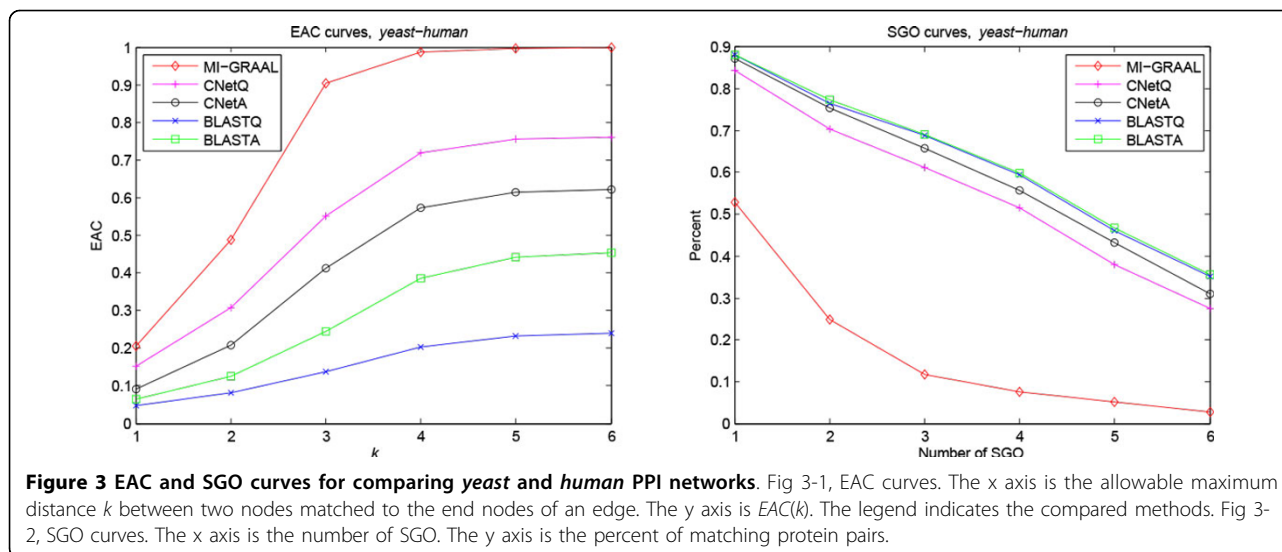 EAC curves, yeast−human
1
0.9
0.8
0.7
0.6
0.5
0.4
0.3
0.2
0.1
0
EAC
MI−GRAAL
CNetQ
CNetA
BLASTQ
BLASTA
1 2 3 4 5 6
k
SGO curves, yeast−human
0.9
0.8
0.7
0.6
0.5
0.4
0.3
0.2
0.1
0
Percent
MI−GRAAL
CNetQ
CNetA
BLASTQ
BLASTA
1 2 3 4 5 6
Number of SGO
Figure 3 EAC and SGO curves for comparing yeast and human PPI networks. Fig 3-1, EAC curves. The x axis is the allowable maximum
distance k between two nodes matched to the end nodes of an edge. The y axis is EAC(k). The legend indicates the compared methods. Fig 3-
2, SGO curves. The x axis is the number of SGO. The y axis is the percent of matching protein pairs.